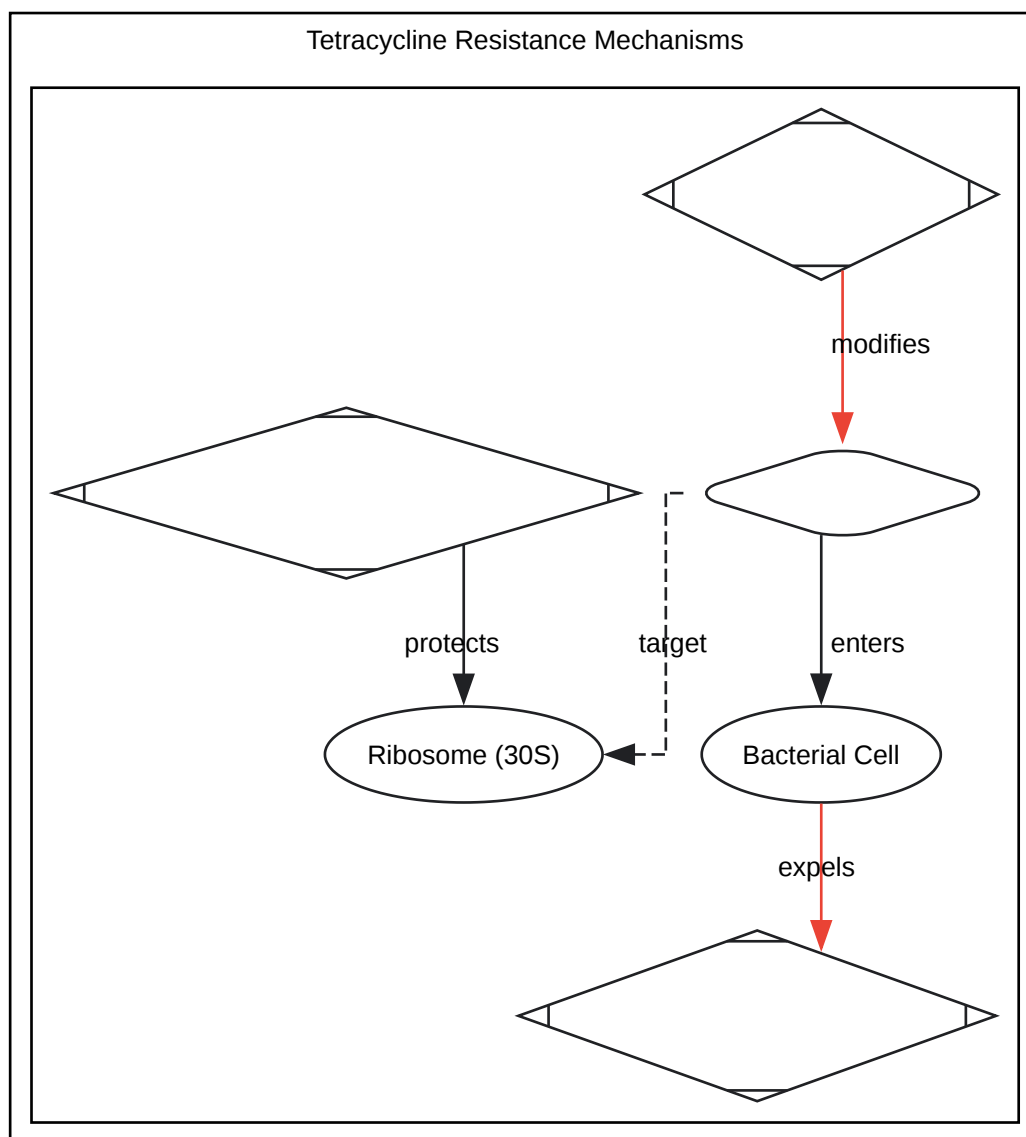 Tetracycline Resistance Mechanisms
modifies
protects
target
enters
Ribosome (30S)
Bacterial Cell
expels